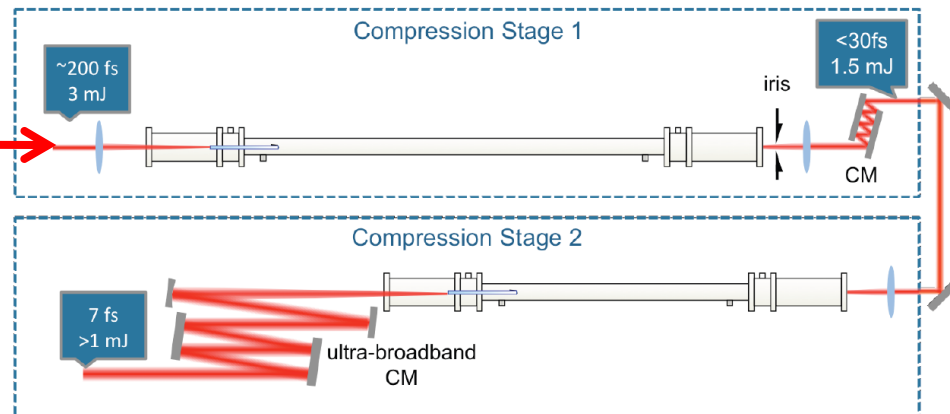 Compression Stage 1
~200 fs
3 mJ
<30fs
1.5 mJ
iris
CM
Compression Stage 2
7 fs
>1 mJ
ultra-broadband
CM